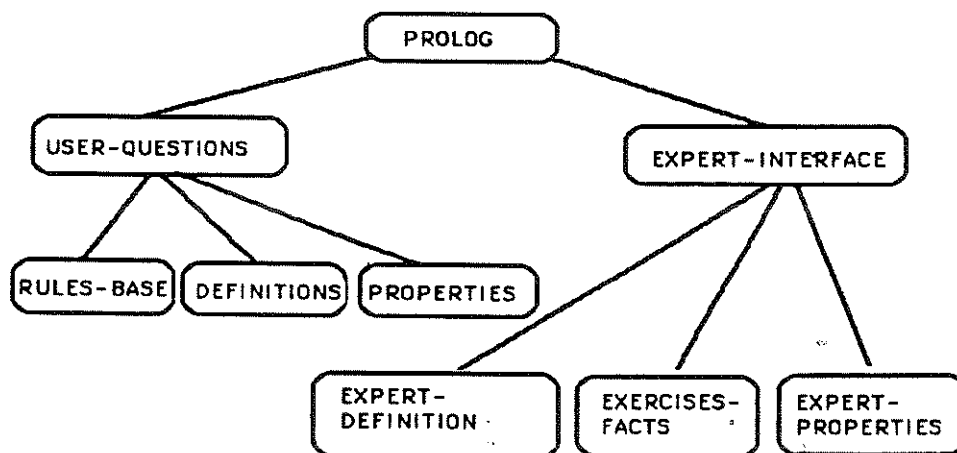 PROLOG
USER-QUESTIONS
EXPERT-INTERFACE
RULES-BASE
DEFINITIONS
PROPERTIES
EXPERT-
DEFINITION
EXERCISES-
FACTS
EXPERT-
PROPERTIES